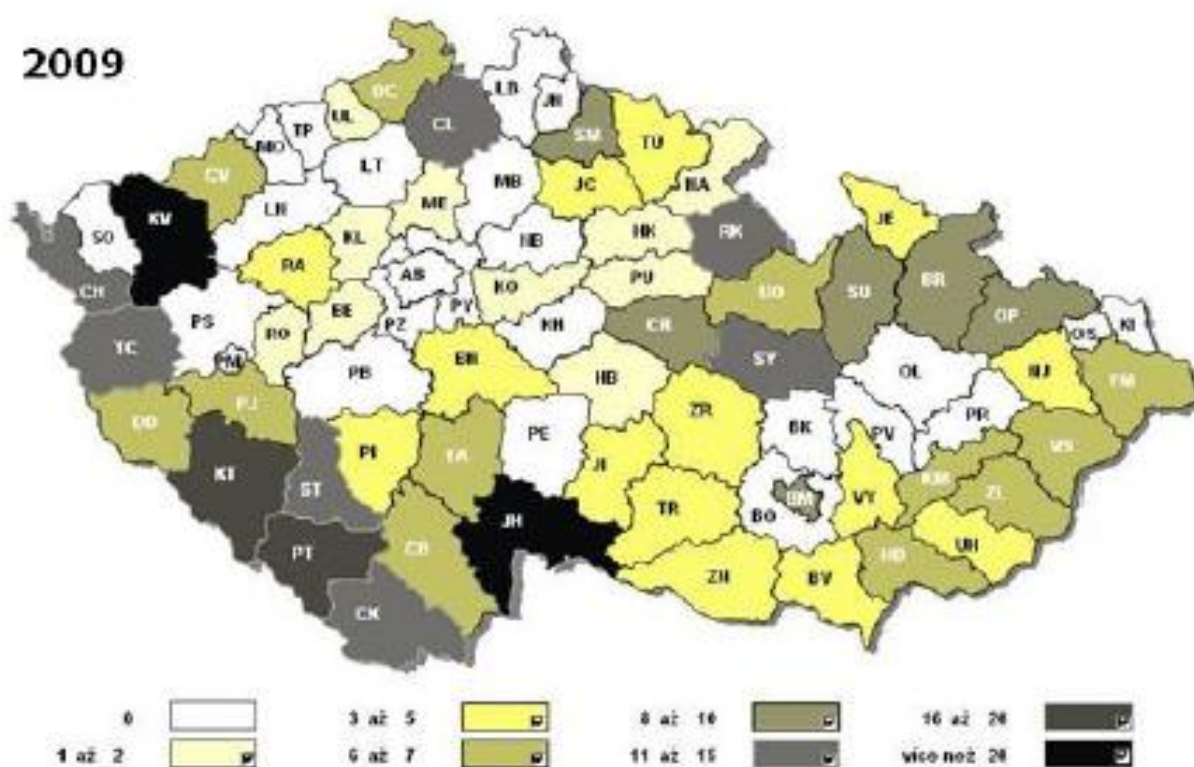 2009
DC
LB
JN
UL
CL
TP
SM
TU
MO
LT
CV
MB
JC
NA
ME
LN
KV
JE
SO
KL
NB
HK
RK
RA
AB
BR
CH
KO
PU
UO
SU
BE
PY
OP
PS
RO
PZ
KH
CR
KI
TC
PM
SY
PB
BN
HB
OL
NJ
FM
PJ
DO
ZR
PR
PE
BK
PV
VS
PI
TA
KT
JI
KM
ST
BM
VY
ZL
TR
BO
JH
PT
CB
HO
UH
ZN
BV
CK
0
3 až 5
8 až 10
16 až 20
1 až 2
6 až 7
11 až 15
více než 20